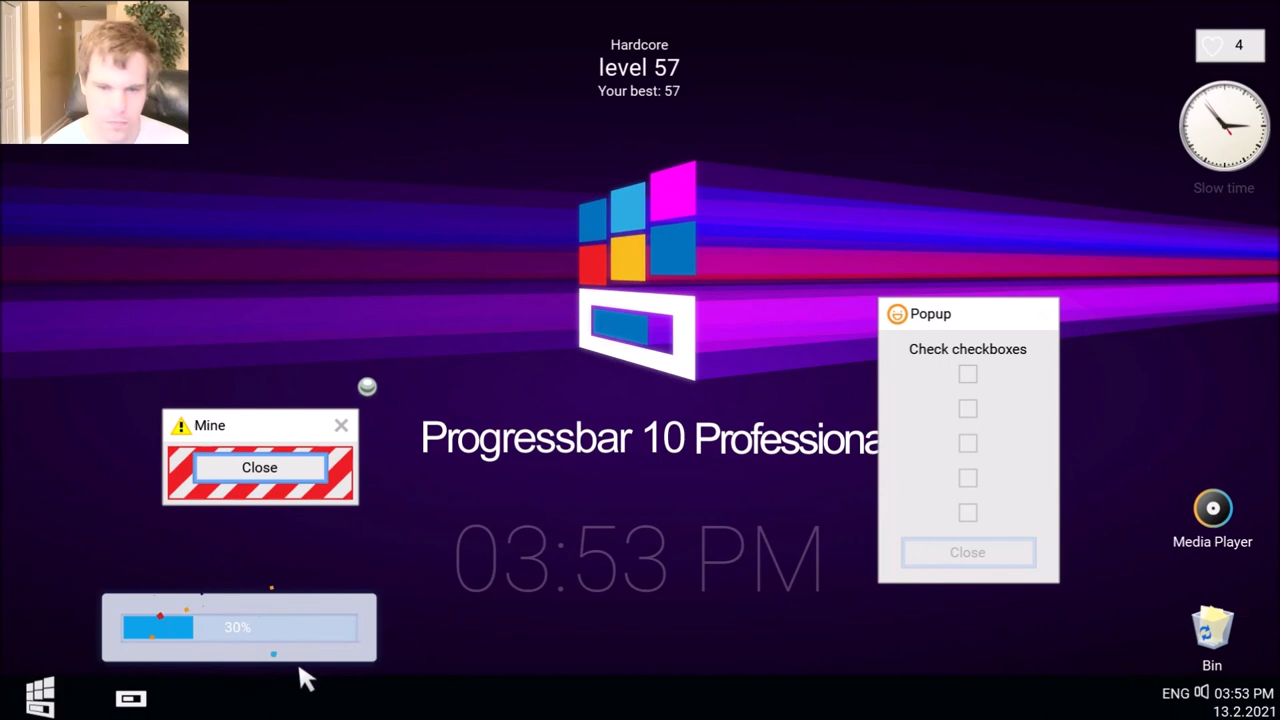 Hardcore
level 57
Your best: 57
4
Slow time
Popup
Check checkboxes
Close
Mine
Close
Progressbar 10 Professiona
03:53 PM
Media Player
30%
Bin
ENG 03:53 PM
13.2.2021